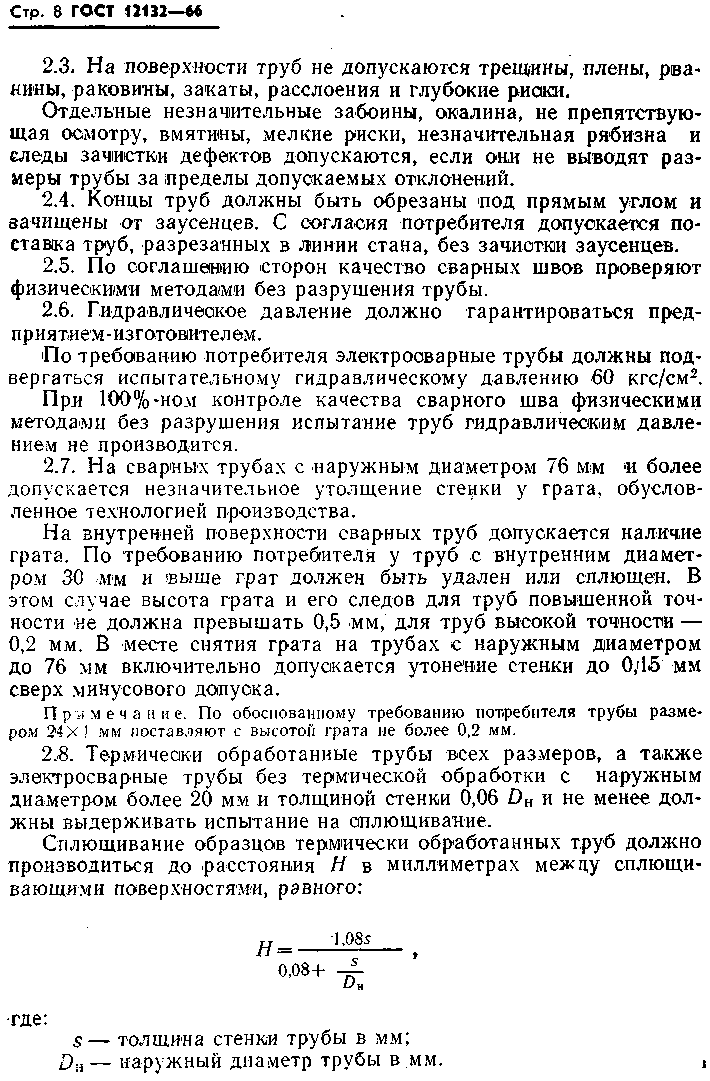 Стр. 8 ГОСТ 12132—66
2.3. На поверхности труб не допускаются трещины, плены, рва-
нины, раковины, закаты, расслоения и глубокие риски.
Отдельные незначительные забоины, окалина, не препятствую-
щая осмотру, вмятины, мелкие риски, незначительная рябизна и
следы зачистки дефектов допускаются, если они не выводят раз-
меры трубы за пределы допускаемых отклонений.
2.4. Концы труб должны быть обрезаны под прямым углом и
зачищены от заусенцев. С согласия потребителя допускается по-
ставка труб, разрезанных в линии стана, без зачистки заусенцев.
2.5. По соглашению сторон качество сварных швов проверяют
физическими методами без разрушения трубы.
2.6. Гидравлическое давление должно гарантироваться пред-
приятием-изготовителем.
По требованию потребителя электросварные трубы должны под-
вергаться испытательному гидравлическому давлению 60 кгс/см².
При 100%-ном контроле качества сварного шва физическими
методами без разрушения испытание труб гидравлическим давле-
нием не производится.
2.7. На сварных трубах с наружным диаметром 76 мм и более
допускается незначительное утолщение стенки у грата, обуслов-
ленное технологией производства.
На внутренней поверхности сварных труб допускается наличие
грата. По требованию потребителя у труб с внутренним диамет-
ром 30 мм и выше грат должен быть удален или сплющен. В
этом случае высота грата и его следов для труб повышенной точ-
ности не должна превышать 0,5 мм, для труб высокой точности —
0,2 мм. В месте снятия грата на трубах с наружным диаметром
до 76 мм включительно допускается утонение стенки до 0,15 мм
сверх минусового допуска.
Примечание. По обоснованному требованию потребителя трубы разме-
ром 24×1 мм поставляют с высотой грата не более 0,2 мм.
2.8. Термически обработанные трубы всех размеров, а также
электросварные трубы без термической обработки с наружным
диаметром более 20 мм и толщиной стенки 0,06 Dн и не менее дол-
жны выдерживать испытание на сплющивание.
Сплющивание образцов термически обработанных труб должно
производиться до расстояния H в миллиметрах между сплющи-
вающими поверхностями, равного:
H = 1,08s / (0,08 + s/Dн) ,
где:
s — толщина стенки трубы в мм;
Dн — наружный диаметр трубы в мм.